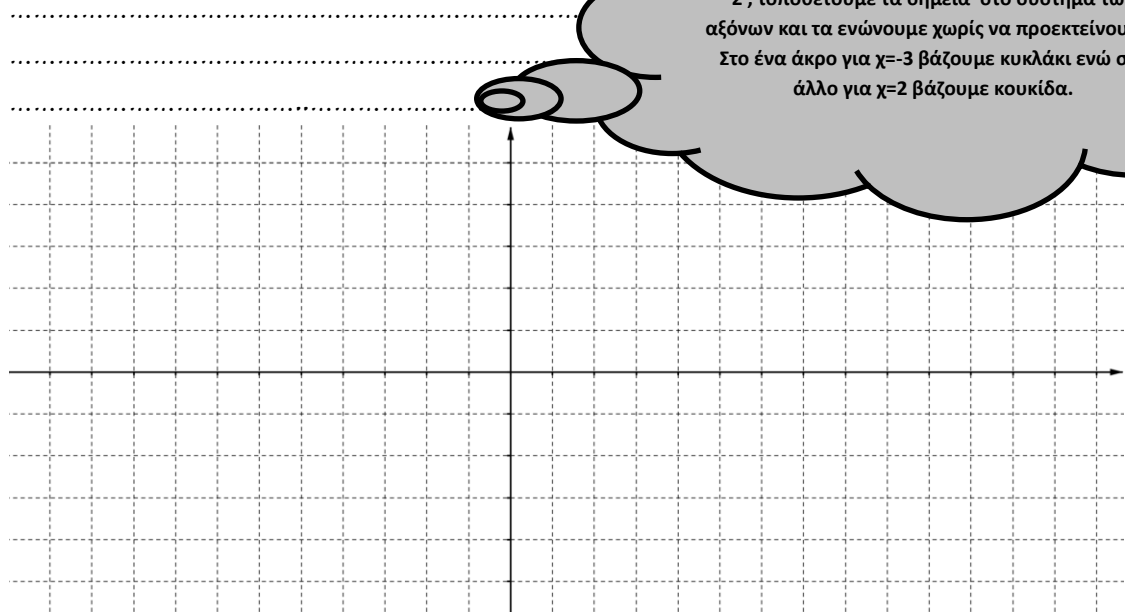 2 , τοποθετούμε τα σημεία στο σύστημα τω
αξόνων και τα ενώνουμε χωρίς να προεκτείνου
Στο ένα άκρο για χ=-3 βάζουμε κυκλάκι ενώ σ
άλλο για χ=2 βάζουμε κουκίδα.